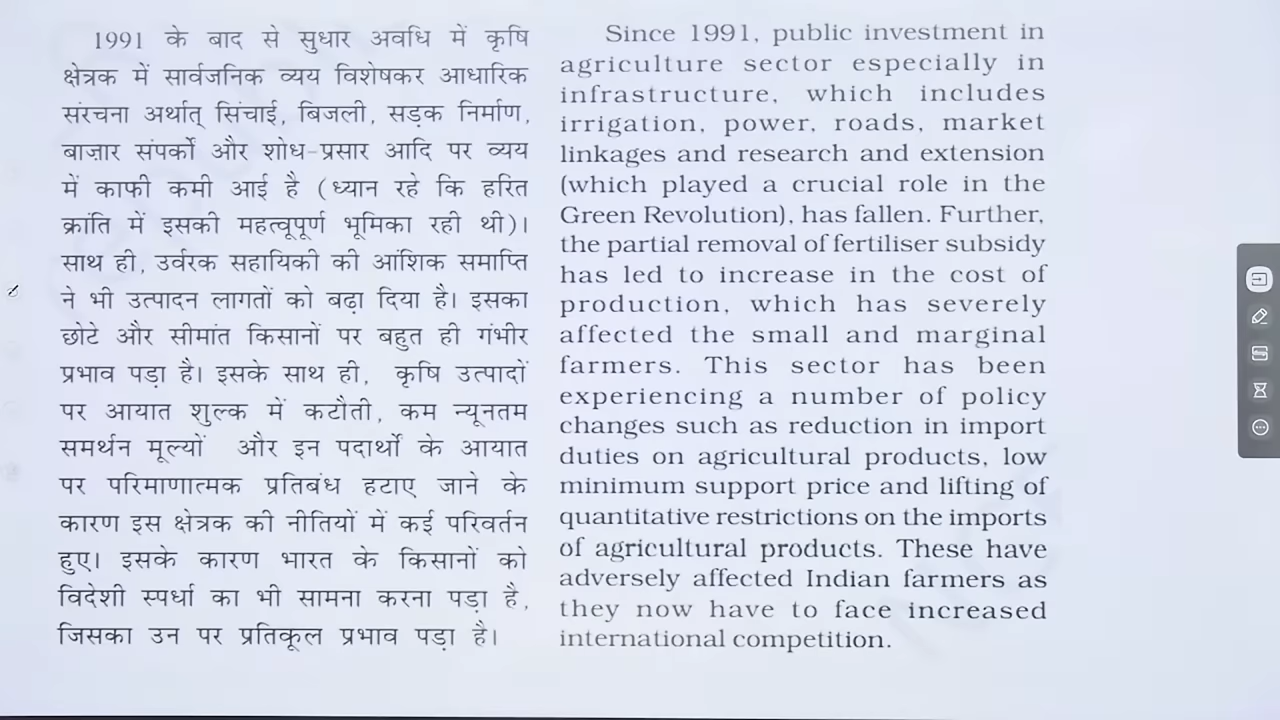 1991 के बाद से सुधार अवधि में कृषि
क्षेत्रक में सार्वजनिक व्यय विशेषकर आधारिक
संरचना अर्थात् सिंचाई, बिजली, सड़क निर्माण,
बाज़ार संपर्कों और शोध-प्रसार आदि पर व्यय
में काफी कमी आई है (ध्यान रहे कि हरित
क्रांति में इसकी महत्वपूर्ण भूमिका रही थी)।
साथ ही, उर्वरक सहायिकी की आंशिक समाप्ति
ने भी उत्पादन लागतों को बढ़ा दिया है। इसका
छोटे और सीमांत किसानों पर बहुत ही गंभीर
प्रभाव पड़ा है। इसके साथ ही, कृषि उत्पादों
पर आयात शुल्क में कटौती, कम न्यूनतम
समर्थन मूल्यों और इन पदार्थों के आयात
पर परिमाणात्मक प्रतिबंध हटाए जाने के
कारण इस क्षेत्रक की नीतियों में कई परिवर्तन
हुए। इसके कारण भारत के किसानों को
विदेशी स्पर्धा का भी सामना करना पड़ा है,
जिसका उन पर प्रतिकूल प्रभाव पड़ा है।
Since 1991, public investment in
agriculture sector especially in
infrastructure, which includes
irrigation, power, roads, market
linkages and research and extension
(which played a crucial role in the
Green Revolution), has fallen. Further,
the partial removal of fertiliser subsidy
has led to increase in the cost of
production, which has severely
affected the small and marginal
farmers. This sector has been
experiencing a number of policy
changes such as reduction in import
duties on agricultural products, low
minimum support price and lifting of
quantitative restrictions on the imports
of agricultural products. These have
adversely affected Indian farmers as
they now have to face increased
international competition.